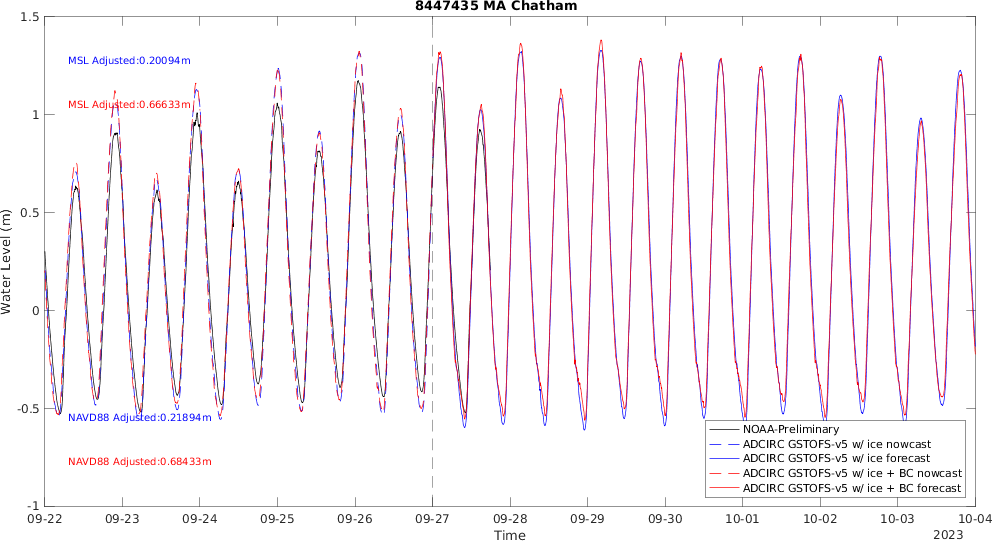 8447435 MA Chatham
1.5
1
0.5
0
-0.5
-1
Water Level (m)
MSL Adjusted:0.20094m
MSL Adjusted:0.66633m
NAVD88 Adjusted:0.21894m
NAVD88 Adjusted:0.68433m
NOAA-Preliminary
ADCIRC GSTOFS-v5 w/ ice nowcast
ADCIRC GSTOFS-v5 w/ ice forecast
ADCIRC GSTOFS-v5 w/ ice + BC nowcast
ADCIRC GSTOFS-v5 w/ ice + BC forecast
09-22 09-23 09-24 09-25 09-26 09-27 09-28 09-29 09-30 10-01 10-02 10-03 10-04
Time
2023